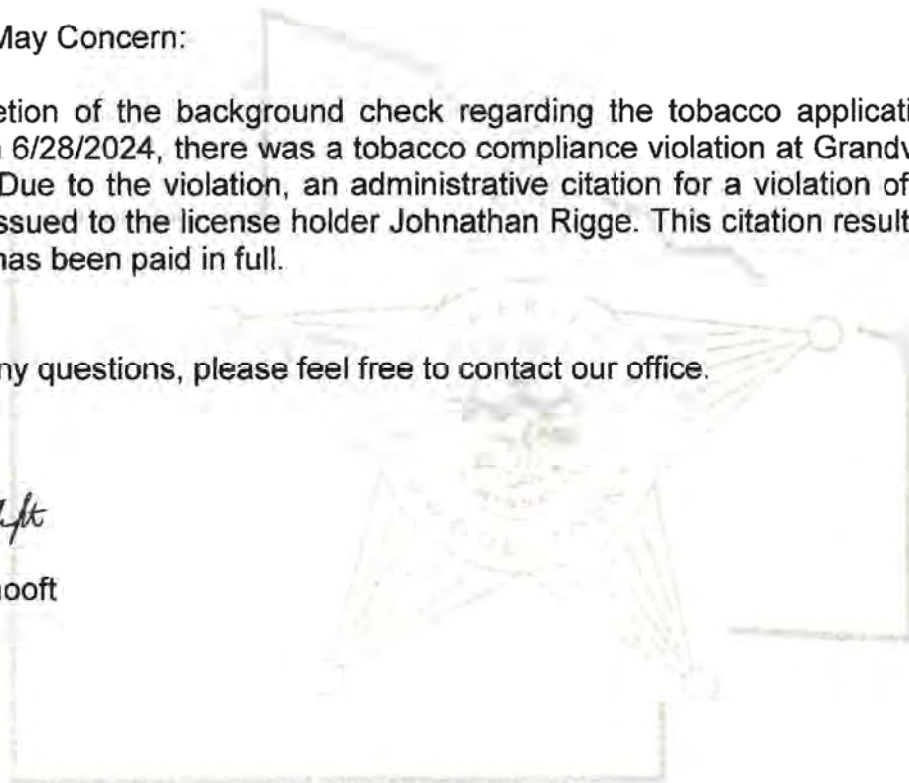 May Concern:
etion of the background check regarding the tobacco applicati
6/28/2024, there was a tobacco compliance violation at Grandv
Due to the violation, an administrative citation for a violation of
ssued to the license holder Johnathan Rigge. This citation result
has been paid in full.
ny questions, please feel free to contact our office.
hooft